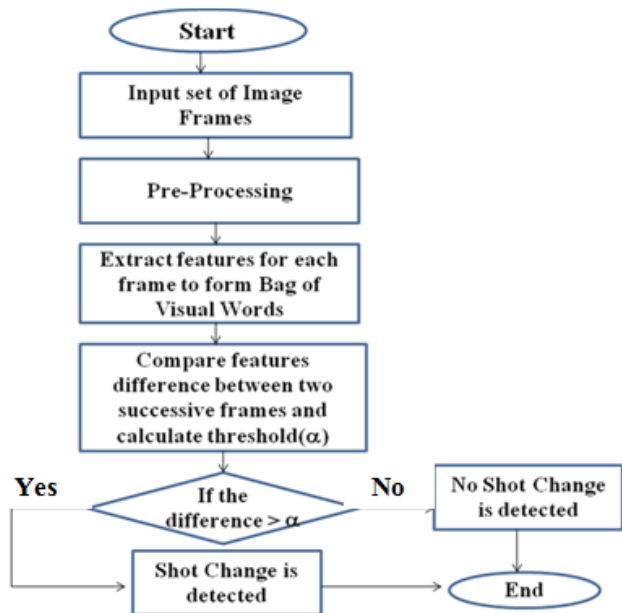 Start
Input set of Image
Frames
Pre-Processing
Extract features for each
frame to form Bag of
Visual Words
Compare features
difference between two
successive frames and
calculate threshold(α)
Yes
If the
difference > α
No
No Shot Change
is detected
Shot Change is
detected
End